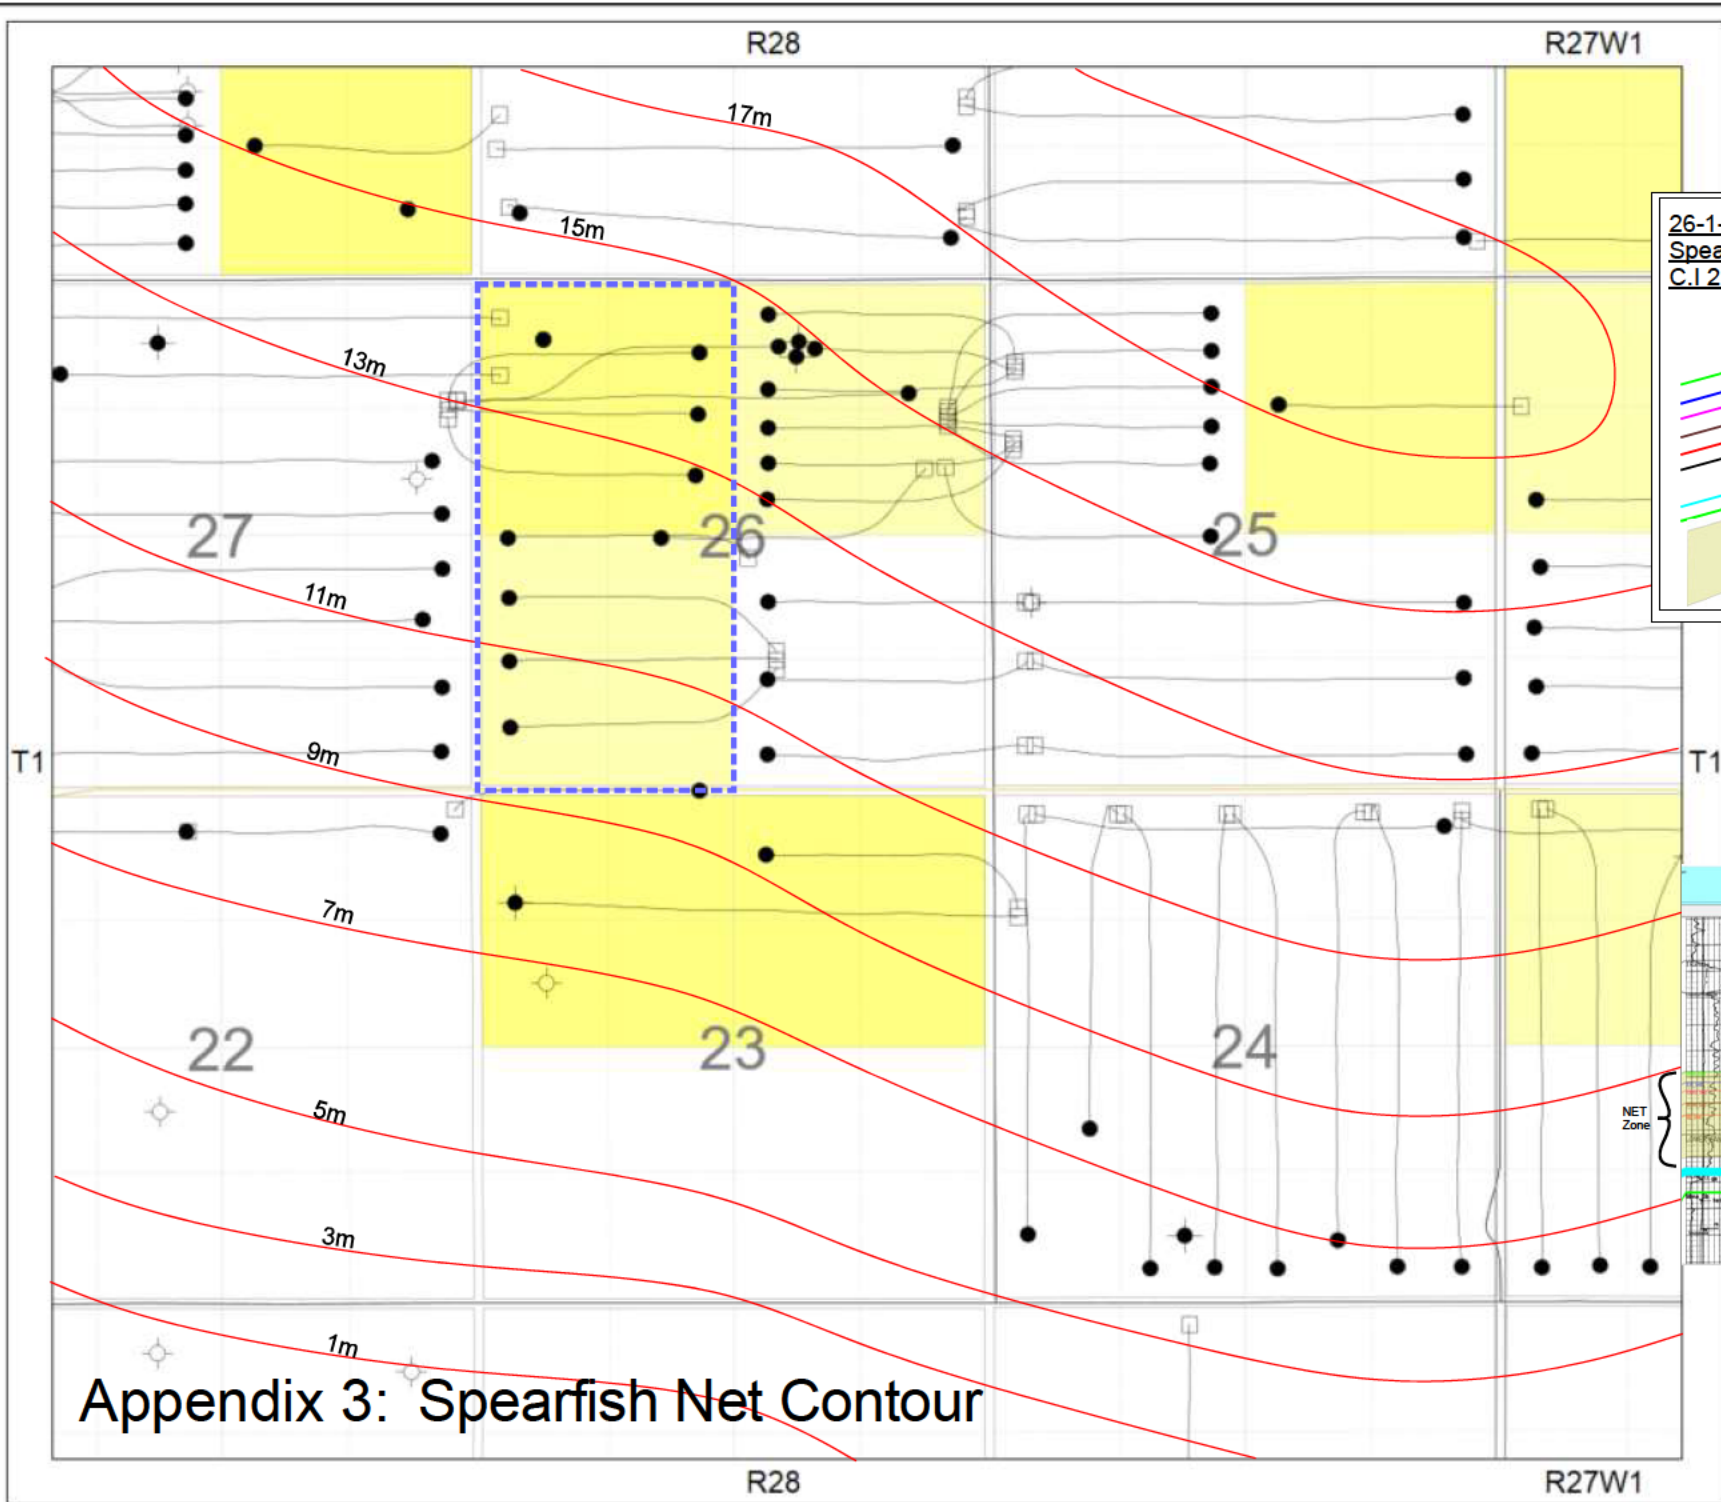 R28
R27W1
17m
15m
26-1-
Spea
C.I 2
13m
27
26
25
11m
T1
9m
T1
7m
22
23
24
5m
NET
Zone
3m
1m
Appendix 3: Spearfish Net Contour
R28
R27W1